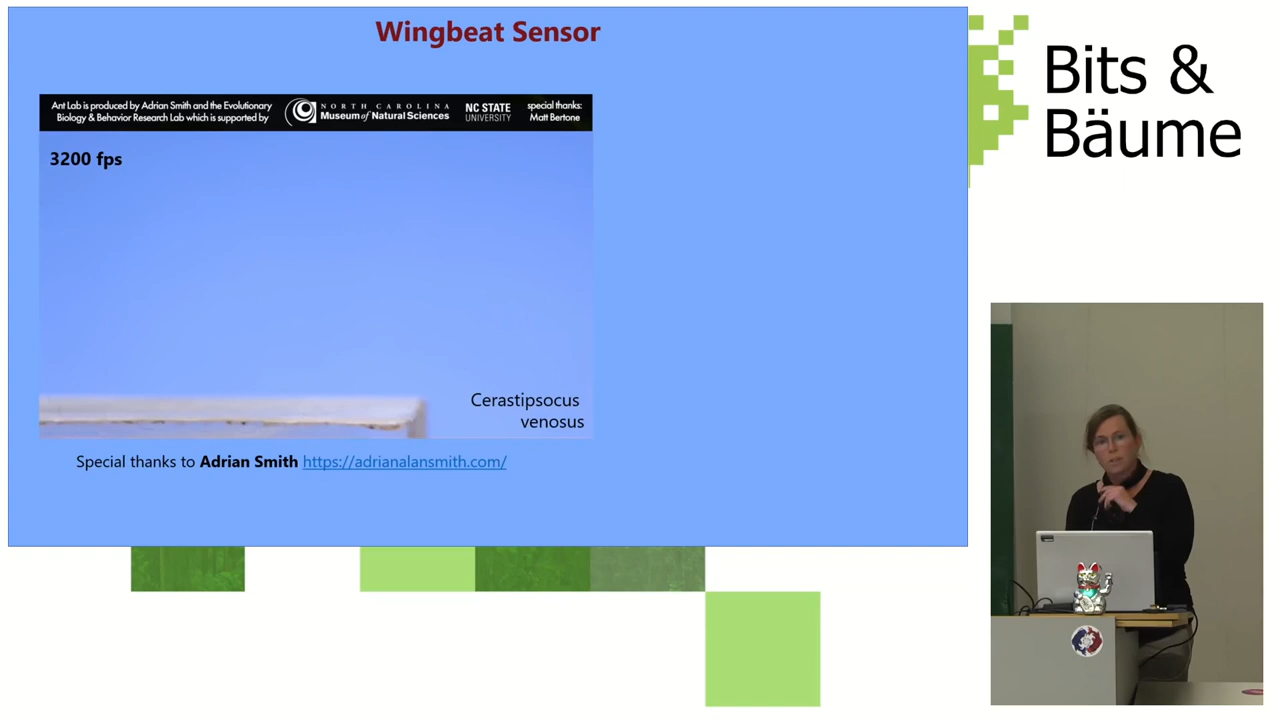 Wingbeat Sensor
Ant Lab is produced by Adrian Smith and the Evolutionary
Biology & Behavior Research Lab which is supported by
NORTH CAROLINA
Museum of Natural Sciences
NC STATE
UNIVERSITY
special thanks:
Matt Bertone
3200 fps
Cerastipsocus
venosus
Special thanks to Adrian Smith https://adrianalansmith.com/
Bits &
Bäume